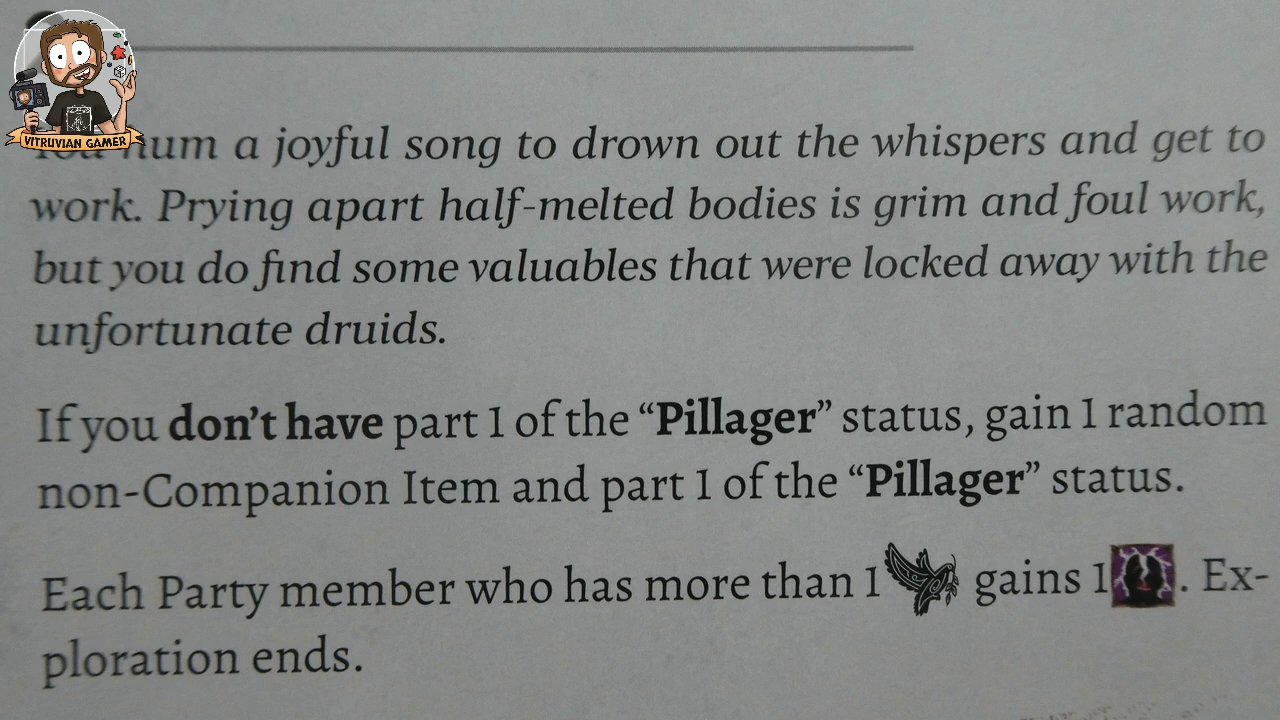 VITRUVIAN GAMER
You hum a joyful song to drown out the whispers and get to
work. Prying apart half-melted bodies is grim and foul work,
but you do find some valuables that were locked away with the
unfortunate druids.
If you don’t have part 1 of the “Pillager” status, gain 1 random
non-Companion Item and part 1 of the “Pillager” status.
Each Party member who has more than 1 gains 1. Ex-
ploration ends.